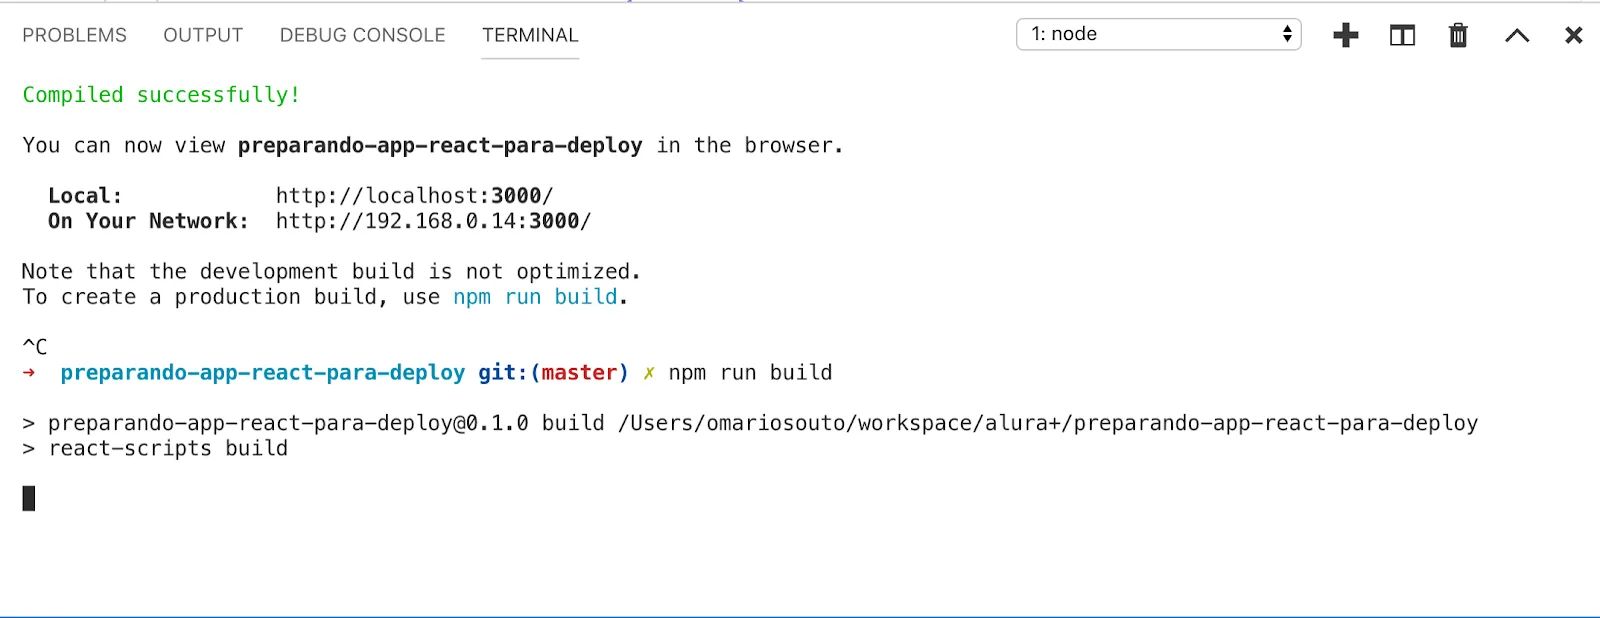 PROBLEMS OUTPUT DEBUG CONSOLE TERMINAL 1: node
Compiled successfully!
You can now view preparando-app-react-para-deploy in the browser.
Local: http://localhost:3000/
On Your Network: http://192.168.0.14:3000/
Note that the development build is not optimized.
To create a production build, use npm run build.
^C
→ preparando-app-react-para-deploy git:(master) ✗ npm run build
> preparando-app-react-para-deploy@0.1.0 build /Users/omariosouto/workspace/alura+/preparando-app-react-para-deploy
> react-scripts build